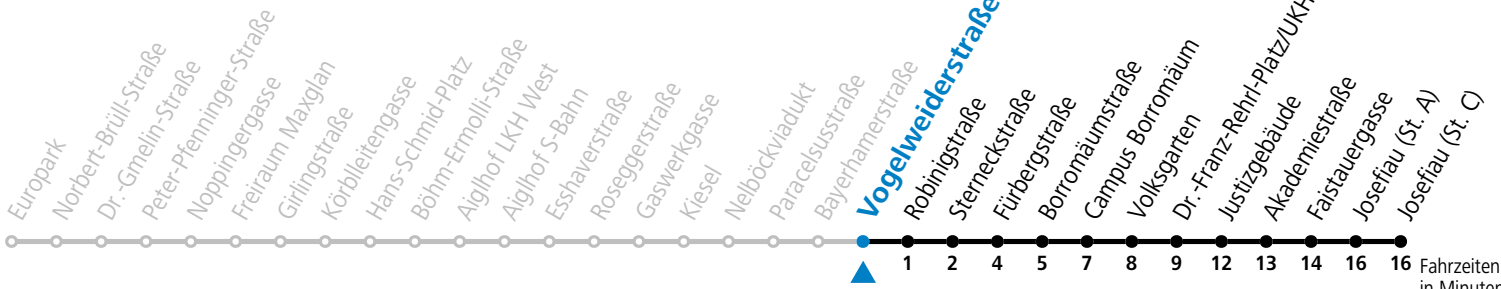 Europark
Norbert-Brüll-Straße
Dr.-Gmelin-Straße
Peter-Pfenninger-Straße
Noppingergasse
Freiraum Maxglan
Girlingstraße
Körblleitengasse
Hans-Schmid-Platz
Böhm-Ermolli-Straße
Aiglhof LKH West
Aiglhof S-Bahn
Esshaverstraße
Roseggerstraße
Gaswerkgasse
Kiesel
Nelböckviadukt
Paracelsusstraße
Bayerhamerstraße
Vogelweiderstraße
Robinigstraße
Sterneckstraße
Fürbergstraße
Borromäumstraße
Campus Borromäum
Volksgarten
Dr.-Franz-Rehrl-Platz/UKH
Justizgebäude
Akademiestraße
Faistauergasse
Josefiau (St. A)
Josefiau (St. C)
1 2 4 5 7 8 9 12 13 14 16 16 Fahrzeiten
in Minuten